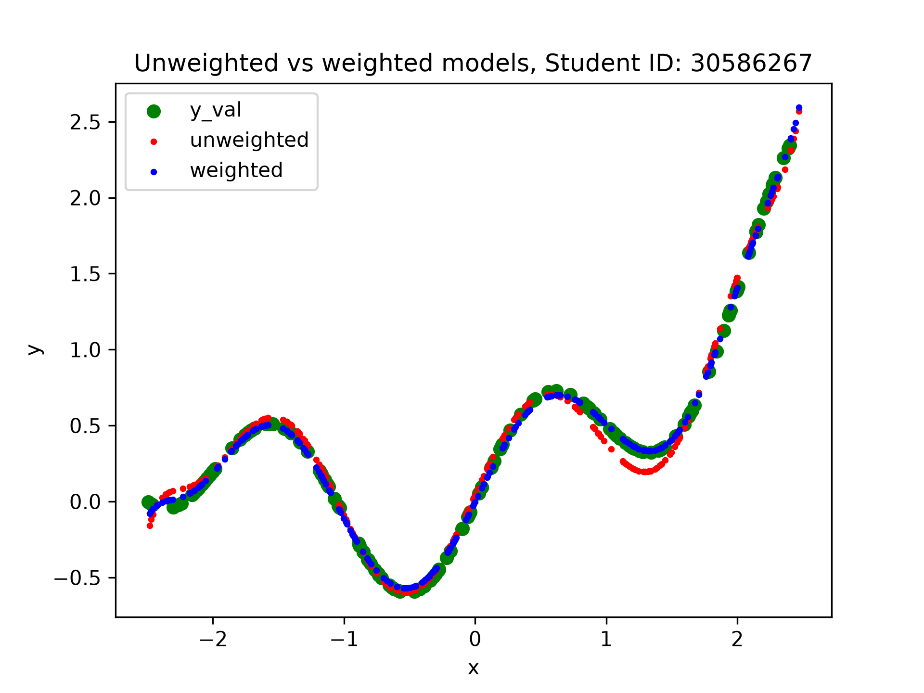 Unweighted vs weighted models, Student ID: 30586267
y_val
unweighted
weighted
2.5
2.0
1.5
1.0
0.5
0.0
−0.5
y
−2
−1
0
1
2
x